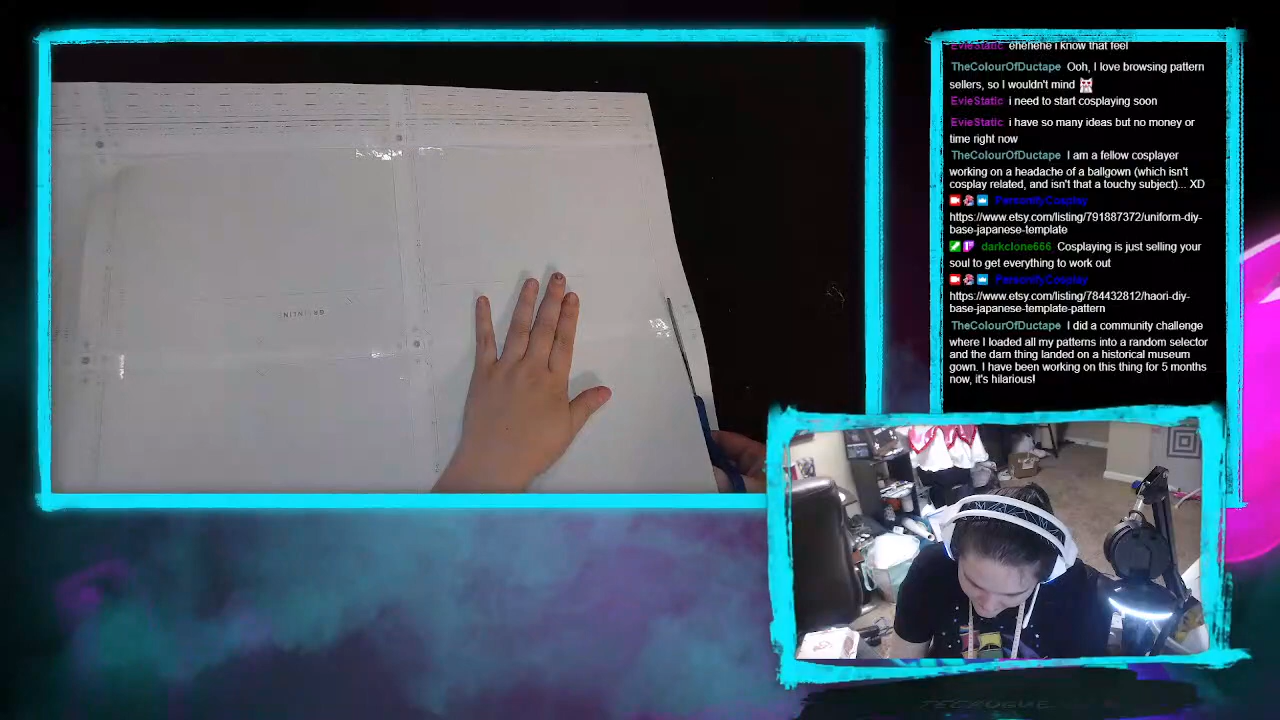 EvieStatic ehehehe i know that feel
TheColourOfDuctape Ooh, I love browsing pattern
sellers, so I wouldn't mind
EvieStatic i need to start cosplaying soon
EvieStatic i have so many ideas but no money or
time right now
TheColourOfDuctape I am a fellow cosplayer
working on a headache of a ballgown (which isn't
cosplay related, and isn't that a touchy subject)... XD
PersonifyCosplay
https://www.etsy.com/listing/791887372/uniform-diy-
base-japanese-template
darkclone666 Cosplaying is just selling your
soul to get everything to work out
PersonifyCosplay
https://www.etsy.com/listing/784432812/haori-diy-
base-japanese-template-pattern
TheColourOfDuctape I did a community challenge
where I loaded all my patterns into a random selector
and the darn thing landed on a historical museum
gown. I have been working on this thing for 5 months
now, it's hilarious!